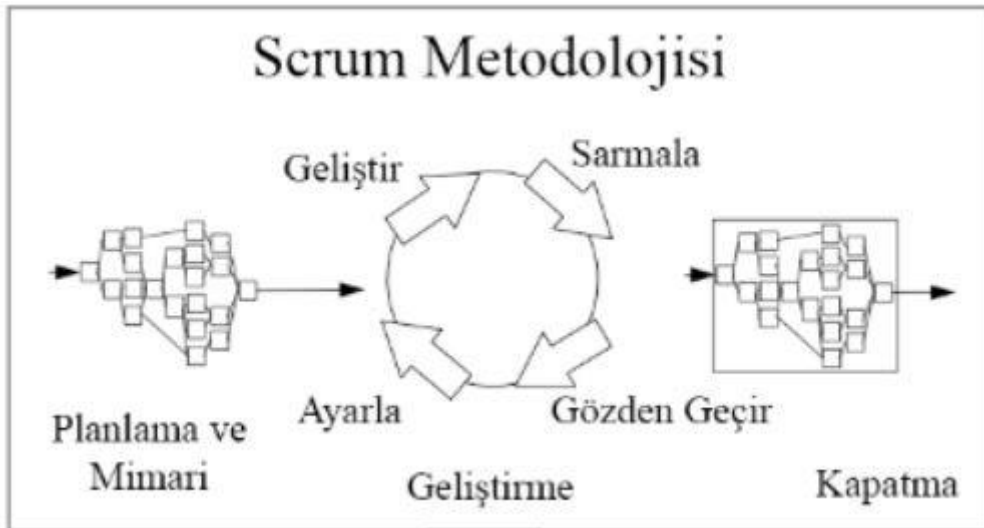 Scrum Metodolojisi
Geliştir
Sarmala
Ayarla
Gözden Geçir
Planlama ve
Mimari
Geliştirme
Kapatma